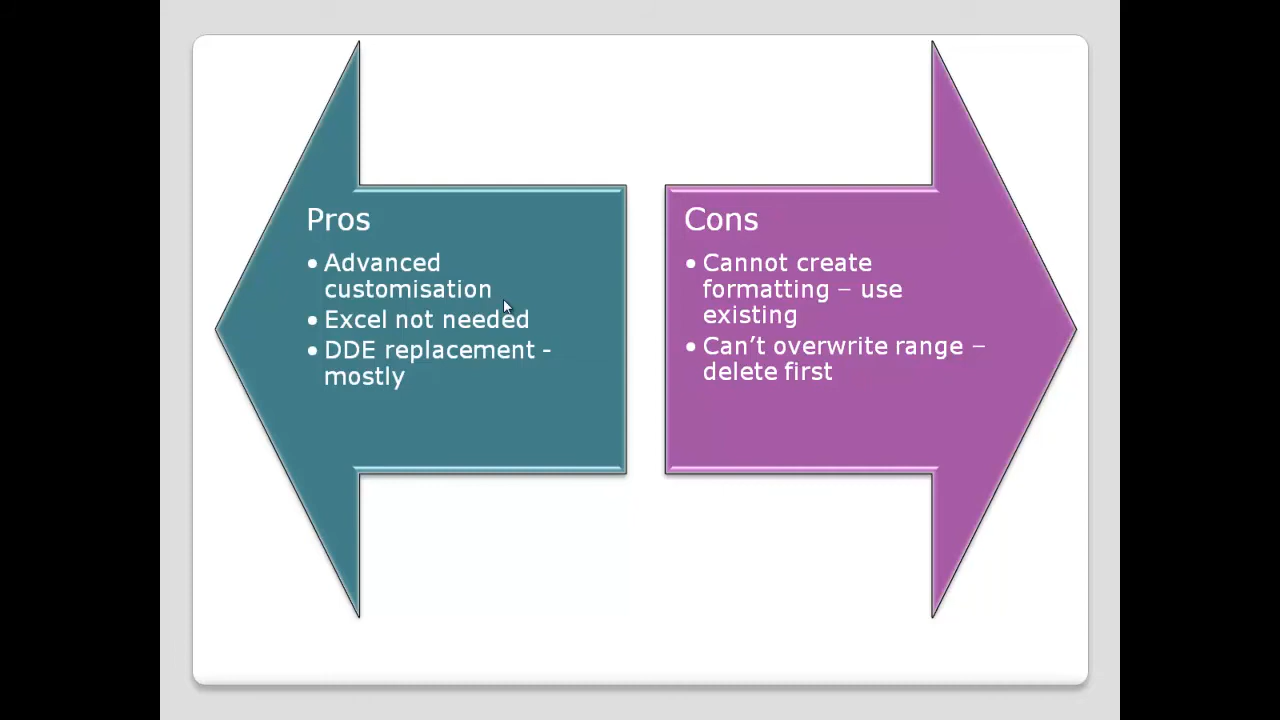 Pros
• Advanced
customisation
• Excel not needed
• DDE replacement -
mostly
Cons
• Cannot create
formatting – use
existing
• Can’t overwrite range –
delete first